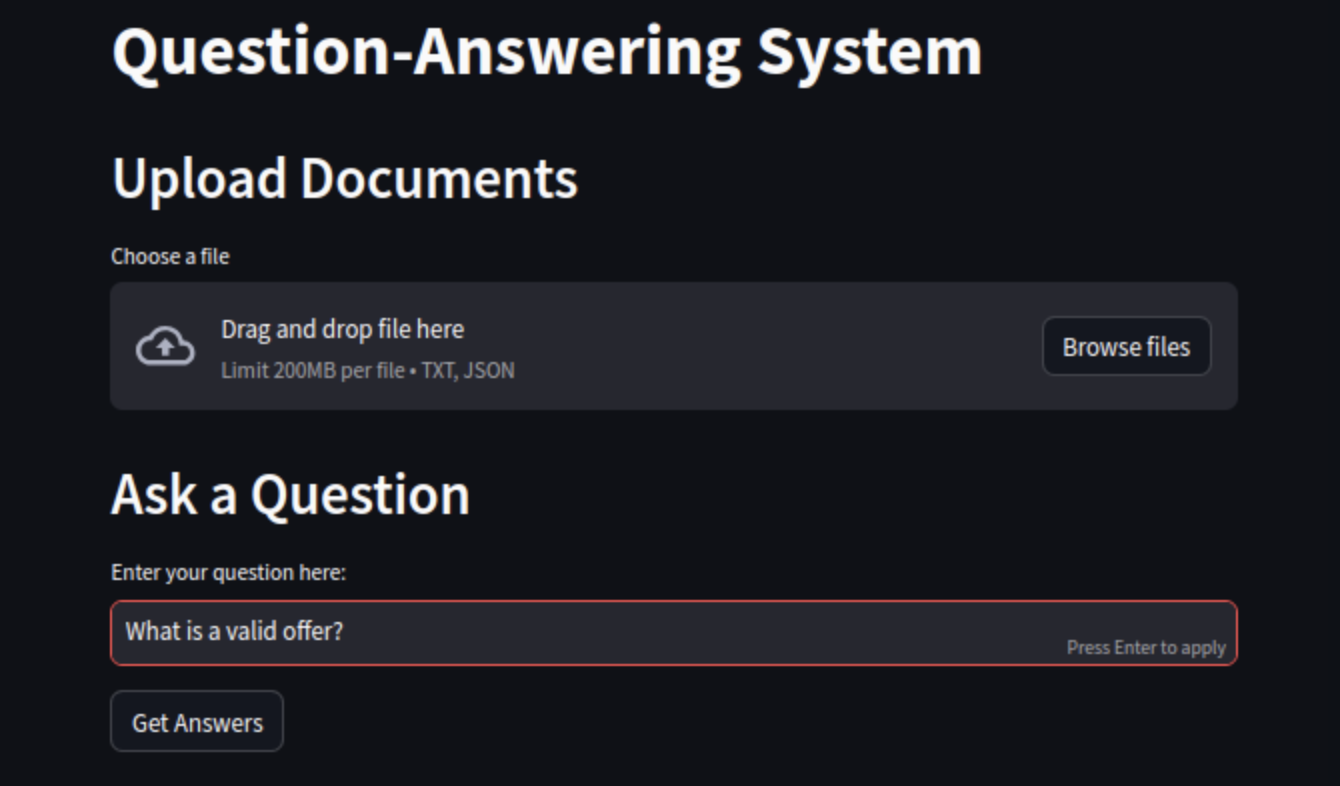 Question-Answering System
Upload Documents
Choose a file
Drag and drop file here
Limit 200MB per file • TXT, JSON
Browse files
Ask a Question
Enter your question here:
What is a valid offer?
Press Enter to apply
Get Answers